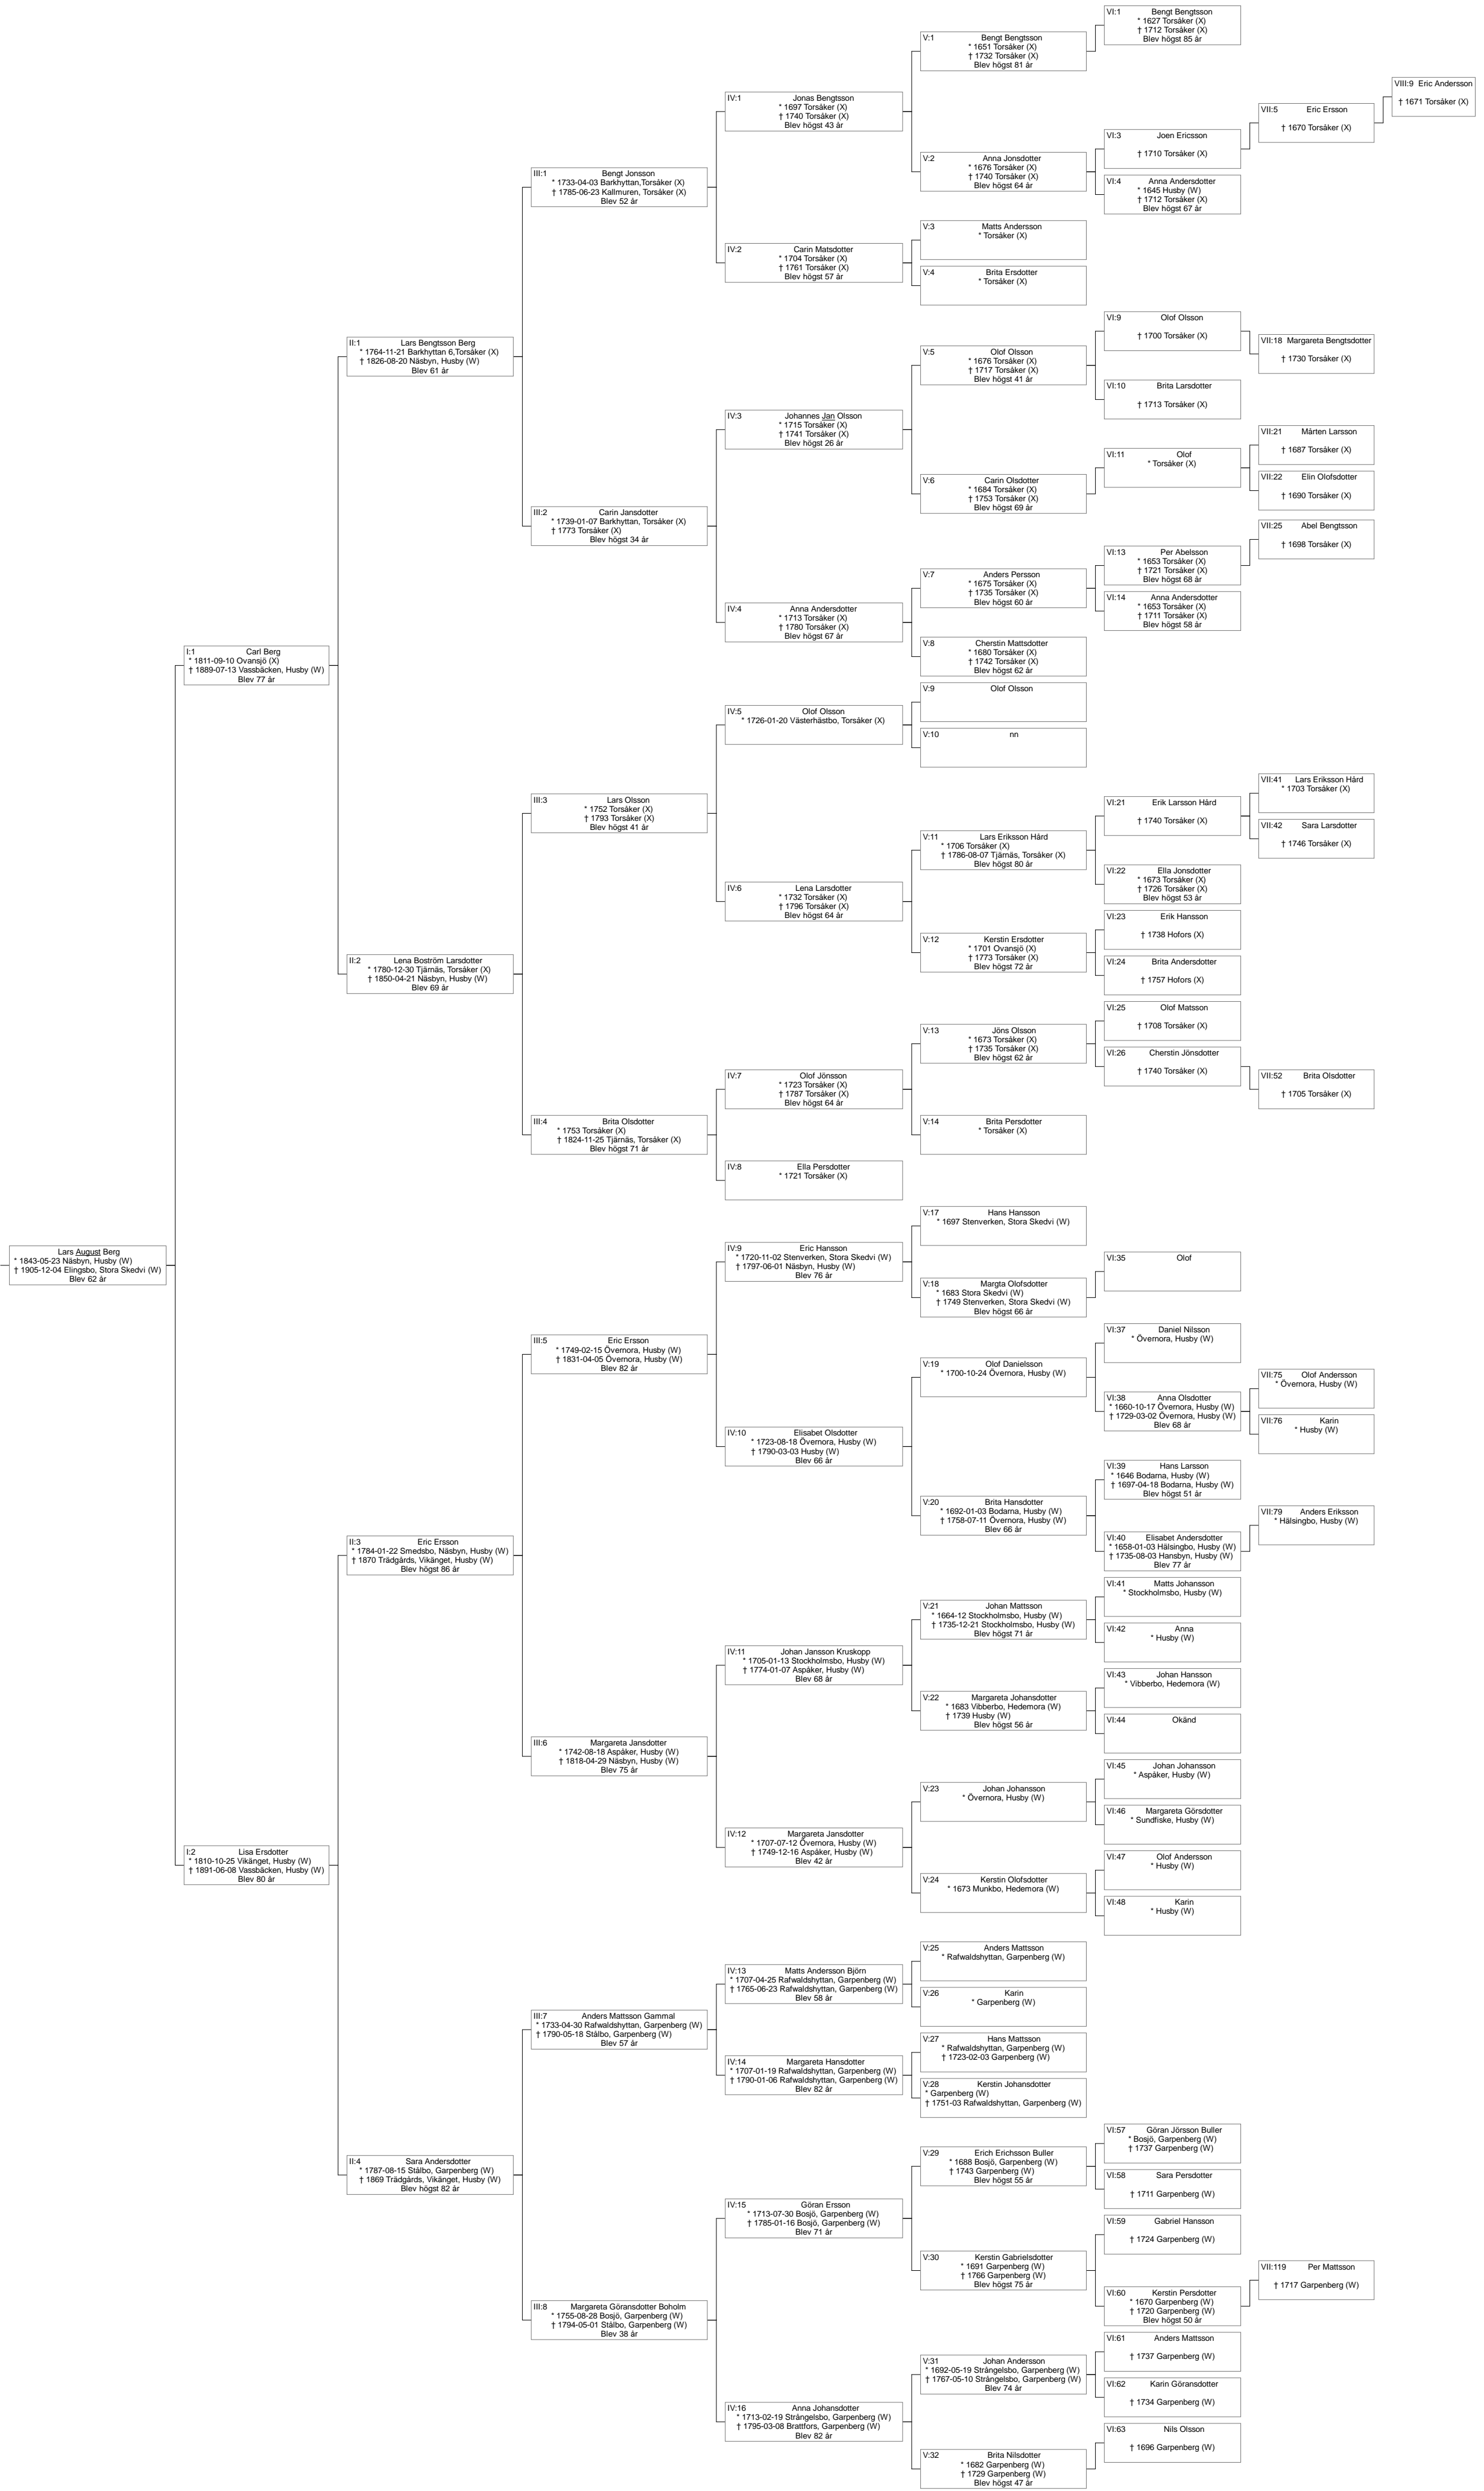 Lars August Berg
* 1843-05-23 Näsbyn, Husby (W)
† 1905-12-04 Elingsbo, Stora Skedvi (W)
Blev 62 år
I:1 Carl Berg
* 1811-09-10 Ovansjö (X)
† 1889-07-13 Vassbäcken, Husby (W)
Blev 77 år
I:2 Lisa Ersdotter
* 1810-10-25 Vikänget, Husby (W)
† 1891-06-08 Vassbäcken, Husby (W)
Blev 80 år
II:1 Lars Bengtsson Berg
* 1764-11-21 Barkhyttan 6,Torsåker (X)
† 1826-08-20 Näsbyn, Husby (W)
Blev 61 år
II:2 Lena Boström Larsdotter
* 1780-12-30 Tjärnäs, Torsåker (X)
† 1850-04-21 Näsbyn, Husby (W)
Blev 69 år
II:3 Eric Ersson
* 1784-01-22 Smedsbo, Näsbyn, Husby (W)
† 1870 Trädgårds, Vikänget, Husby (W)
Blev högst 86 år
II:4 Sara Andersdotter
* 1787-08-15 Stålbo, Garpenberg (W)
† 1869 Trädgårds, Vikänget, Husby (W)
Blev högst 82 år
III:1 Bengt Jonsson
* 1733-04-03 Barkhyttan,Torsåker (X)
† 1785-06-23 Kallmuren, Torsåker (X)
Blev 52 år
III:2 Carin Jansdotter
* 1739-01-07 Barkhyttan, Torsåker (X)
† 1773 Torsåker (X)
Blev högst 34 år
III:3 Lars Olsson
* 1752 Torsåker (X)
† 1793 Torsåker (X)
Blev högst 41 år
III:4 Brita Olsdotter
* 1753 Torsåker (X)
† 1824-11-25 Tjärnäs, Torsåker (X)
Blev högst 71 år
III:5 Eric Ersson
* 1749-02-15 Övernora, Husby (W)
† 1831-04-05 Övernora, Husby (W)
Blev 82 år
III:6 Margareta Jansdotter
* 1742-08-18 Aspåker, Husby (W)
† 1818-04-29 Näsbyn, Husby (W)
Blev 75 år
III:7 Anders Mattsson Gammal
* 1733-04-30 Rafwaldshyttan, Garpenberg (W)
† 1790-05-18 Stålbo, Garpenberg (W)
Blev 57 år
III:8 Margareta Göransdotter Boholm
* 1755-08-28 Bosjö, Garpenberg (W)
† 1794-05-01 Stålbo, Garpenberg (W)
Blev 38 år
IV:1 Jonas Bengtsson
* 1697 Torsåker (X)
† 1740 Torsåker (X)
Blev högst 43 år
IV:2 Carin Matsdotter
* 1704 Torsåker (X)
† 1761 Torsåker (X)
Blev högst 57 år
IV:3 Johannes Jan Olsson
* 1715 Torsåker (X)
† 1741 Torsåker (X)
Blev högst 26 år
IV:4 Anna Andersdotter
* 1713 Torsåker (X)
† 1780 Torsåker (X)
Blev högst 67 år
IV:5 Olof Olsson
* 1726-01-20 Västerhästbo, Torsåker (X)
IV:6 Lena Larsdotter
* 1732 Torsåker (X)
† 1796 Torsåker (X)
Blev högst 64 år
IV:7 Olof Jönsson
* 1723 Torsåker (X)
† 1787 Torsåker (X)
Blev högst 64 år
IV:8 Ella Persdotter
* 1721 Torsåker (X)
IV:9 Eric Hansson
* 1720-11-02 Stenverken, Stora Skedvi (W)
† 1797-06-01 Näsbyn, Husby (W)
Blev 76 år
IV:10 Elisabet Olsdotter
* 1723-08-18 Övernora, Husby (W)
† 1790-03-03 Husby (W)
Blev 66 år
IV:11 Johan Jansson Kruskopp
* 1705-01-13 Stockholmsbo, Husby (W)
† 1774-01-07 Aspåker, Husby (W)
Blev 68 år
IV:12 Margareta Jansdotter
* 1707-07-12 Övernora, Husby (W)
† 1749-12-16 Aspåker, Husby (W)
Blev 42 år
IV:13 Matts Andersson Björn
* 1707-04-25 Rafwaldshyttan, Garpenberg (W)
† 1765-06-23 Rafwaldshyttan, Garpenberg (W)
Blev 58 år
IV:14 Margareta Hansdotter
* 1707-01-19 Rafwaldshyttan, Garpenberg (W)
† 1790-01-06 Rafwaldshyttan, Garpenberg (W)
Blev 82 år
IV:15 Göran Ersson
* 1713-07-30 Bosjö, Garpenberg (W)
† 1785-01-16 Bosjö, Garpenberg (W)
Blev 71 år
IV:16 Anna Johansdotter
* 1713-02-19 Strångelsbo, Garpenberg (W)
† 1795-03-08 Brattfors, Garpenberg (W)
Blev 82 år
V:1 Bengt Bengtsson
* 1651 Torsåker (X)
† 1732 Torsåker (X)
Blev högst 81 år
V:2 Anna Jonsdotter
* 1676 Torsåker (X)
† 1740 Torsåker (X)
Blev högst 64 år
V:3 Matts Andersson
* Torsåker (X)
V:4 Brita Ersdotter
* Torsåker (X)
V:5 Olof Olsson
* 1676 Torsåker (X)
† 1717 Torsåker (X)
Blev högst 41 år
V:6 Carin Olsdotter
* 1684 Torsåker (X)
† 1753 Torsåker (X)
Blev högst 69 år
V:7 Anders Persson
* 1675 Torsåker (X)
† 1735 Torsåker (X)
Blev högst 60 år
V:8 Cherstin Mattsdotter
* 1680 Torsåker (X)
† 1742 Torsåker (X)
Blev högst 62 år
V:9 Olof Olsson
V:10 nn
V:11 Lars Eriksson Hård
* 1706 Torsåker (X)
† 1786-08-07 Tjärnäs, Torsåker (X)
Blev högst 80 år
V:12 Kerstin Ersdotter
* 1701 Ovansjö (X)
† 1773 Torsåker (X)
Blev högst 72 år
V:13 Jöns Olsson
* 1673 Torsåker (X)
† 1735 Torsåker (X)
Blev högst 62 år
V:14 Brita Persdotter
* Torsåker (X)
V:17 Hans Hansson
* 1697 Stenverken, Stora Skedvi (W)
V:18 Margta Olofsdotter
* 1683 Stora Skedvi (W)
† 1749 Stenverken, Stora Skedvi (W)
Blev högst 66 år
V:19 Olof Danielsson
* 1700-10-24 Övernora, Husby (W)
V:20 Brita Hansdotter
* 1692-01-03 Bodarna, Husby (W)
† 1758-07-11 Övernora, Husby (W)
Blev 66 år
V:21 Johan Mattsson
* 1664-12 Stockholmsbo, Husby (W)
† 1735-12-21 Stockholmsbo, Husby (W)
Blev högst 71 år
V:22 Margareta Johansdotter
* 1683 Vibberbo, Hedemora (W)
† 1739 Husby (W)
Blev högst 56 år
V:23 Johan Johansson
* Övernora, Husby (W)
V:24 Kerstin Olofsdotter
* 1673 Munkbo, Hedemora (W)
V:25 Anders Mattsson
* Rafwaldshyttan, Garpenberg (W)
V:26 Karin
* Garpenberg (W)
V:27 Hans Mattsson
* Rafwaldshyttan, Garpenberg (W)
† 1723-02-03 Garpenberg (W)
V:28 Kerstin Johansdotter
* Garpenberg (W)
† 1751-03 Rafwaldshyttan, Garpenberg (W)
V:29 Erich Erichsson Buller
* 1688 Bosjö, Garpenberg (W)
† 1743 Garpenberg (W)
Blev högst 55 år
V:30 Kerstin Gabrielsdotter
* 1691 Garpenberg (W)
† 1766 Garpenberg (W)
Blev högst 75 år
V:31 Johan Andersson
* 1692-05-19 Strångelsbo, Garpenberg (W)
† 1767-05-10 Strångelsbo, Garpenberg (W)
Blev 74 år
V:32 Brita Nilsdotter
* 1682 Garpenberg (W)
† 1729 Garpenberg (W)
Blev högst 47 år
VI:1 Bengt Bengtsson
* 1627 Torsåker (X)
† 1712 Torsåker (X)
Blev högst 85 år
VI:3 Joen Ericsson
† 1710 Torsåker (X)
VI:4 Anna Andersdotter
* 1645 Husby (W)
† 1712 Torsåker (X)
Blev högst 67 år
VI:9 Olof Olsson
† 1700 Torsåker (X)
VI:10 Brita Larsdotter
† 1713 Torsåker (X)
VI:11 Olof
* Torsåker (X)
VI:13 Per Abelsson
* 1653 Torsåker (X)
† 1721 Torsåker (X)
Blev högst 68 år
VI:14 Anna Andersdotter
* 1653 Torsåker (X)
† 1711 Torsåker (X)
Blev högst 58 år
VI:21 Erik Larsson Hård
† 1740 Torsåker (X)
VI:22 Ella Jonsdotter
* 1673 Torsåker (X)
† 1726 Torsåker (X)
Blev högst 53 år
VI:23 Erik Hansson
† 1738 Hofors (X)
VI:24 Brita Andersdotter
† 1757 Hofors (X)
VI:25 Olof Matsson
† 1708 Torsåker (X)
VI:26 Cherstin Jönsdotter
† 1740 Torsåker (X)
VI:35 Olof
VI:37 Daniel Nilsson
* Övernora, Husby (W)
VI:38 Anna Olsdotter
* 1660-10-17 Övernora, Husby (W)
† 1729-03-02 Övernora, Husby (W)
Blev 68 år
VI:39 Hans Larsson
* 1646 Bodarna, Husby (W)
† 1697-04-18 Bodarna, Husby (W)
Blev högst 51 år
VI:40 Elisabet Andersdotter
* 1658-01-03 Hälsingbo, Husby (W)
† 1735-08-03 Hansbyn, Husby (W)
Blev 77 år
VI:41 Matts Johansson
* Stockholmsbo, Husby (W)
VI:42 Anna
* Husby (W)
VI:43 Johan Hansson
* Vibberbo, Hedemora (W)
VI:44 Okänd
VI:45 Johan Johansson
* Aspåker, Husby (W)
VI:46 Margareta Görsdotter
* Sundfiske, Husby (W)
VI:47 Olof Andersson
* Husby (W)
VI:48 Karin
* Husby (W)
VI:57 Göran Jörsson Buller
* Bosjö, Garpenberg (W)
† 1737 Garpenberg (W)
VI:58 Sara Persdotter
† 1711 Garpenberg (W)
VI:59 Gabriel Hansson
† 1724 Garpenberg (W)
VI:60 Kerstin Persdotter
* 1670 Garpenberg (W)
† 1720 Garpenberg (W)
Blev högst 50 år
VI:61 Anders Mattsson
† 1737 Garpenberg (W)
VI:62 Karin Göransdotter
† 1734 Garpenberg (W)
VI:63 Nils Olsson
† 1696 Garpenberg (W)
VII:5 Eric Ersson
† 1670 Torsåker (X)
VII:18 Margareta Bengtsdotter
† 1730 Torsåker (X)
VII:21 Mårten Larsson
† 1687 Torsåker (X)
VII:22 Elin Olofsdotter
† 1690 Torsåker (X)
VII:25 Abel Bengtsson
† 1698 Torsåker (X)
VII:41 Lars Eriksson Hård
* 1703 Torsåker (X)
VII:42 Sara Larsdotter
† 1746 Torsåker (X)
VII:52 Brita Olsdotter
† 1705 Torsåker (X)
VII:75 Olof Andersson
* Övernora, Husby (W)
VII:76 Karin
* Husby (W)
VII:79 Anders Eriksson
* Hälsingbo, Husby (W)
VII:119 Per Mattsson
† 1717 Garpenberg (W)
VIII:9 Eric Andersson
† 1671 Torsåker (X)